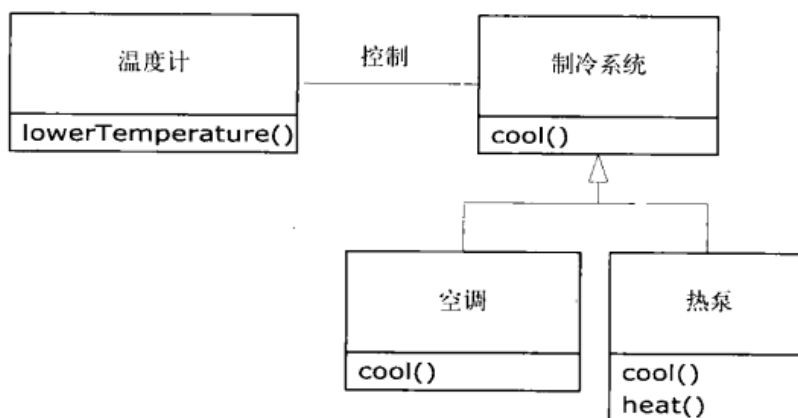 温度计
控制
制冷系统
lowerTemperature()
cool()
空调
热泵
cool()
cool()
heat()